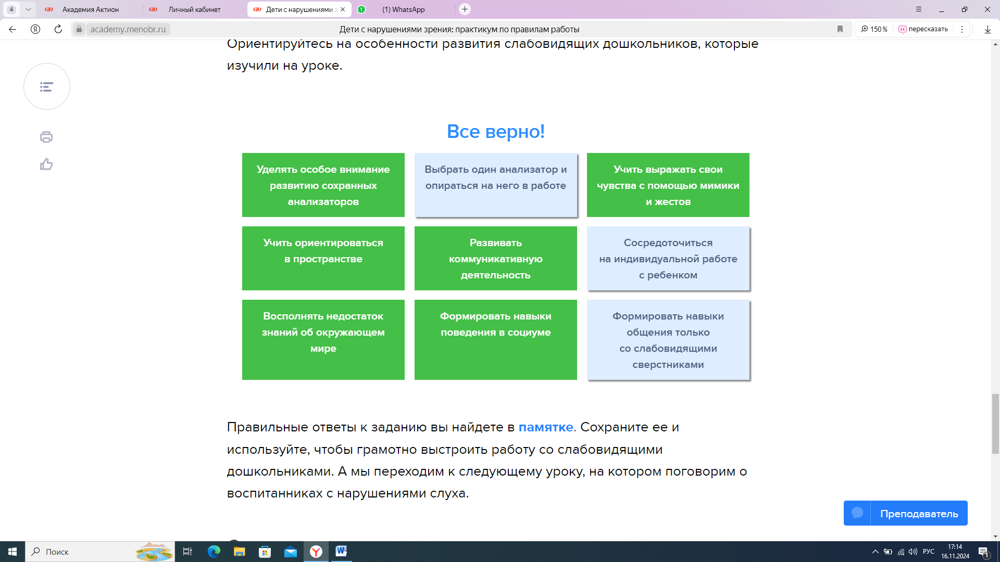 4
Академия Актион
Личный кабинет
Дети с нарушениями з
1
(1) WhatsApp
academy.menobr.ru
Дети с нарушениями зрения: практикум по правилам работы
150 %
пересказать
Ориентируйтесь на особенности развития слабовидящих дошкольников, которые
изучили на уроке.
Все верно!
Уделять особое внимание
развитию сохранных
анализаторов
Выбрать один анализатор и
опираться на него в работе
Учить выражать свои
чувства с помощью мимики
и жестов
Учить ориентироваться
в пространстве
Развивать
коммуникативную
деятельность
Сосредоточиться
на индивидуальной работе
с ребенком
Восполнять недостаток
знаний об окружающем
мире
Формировать навыки
поведения в социуме
Формировать навыки
общения только
со слабовидящими
сверстниками
Правильные ответы к заданию вы найдете в памятке. Сохраните ее и
используйте, чтобы грамотно выстроить работу со слабовидящими
дошкольниками. А мы переходим к следующему уроку, на котором поговорим о
воспитанниках с нарушениями слуха.
Преподаватель
Поиск
РУС
17:14
16.11.2024
1